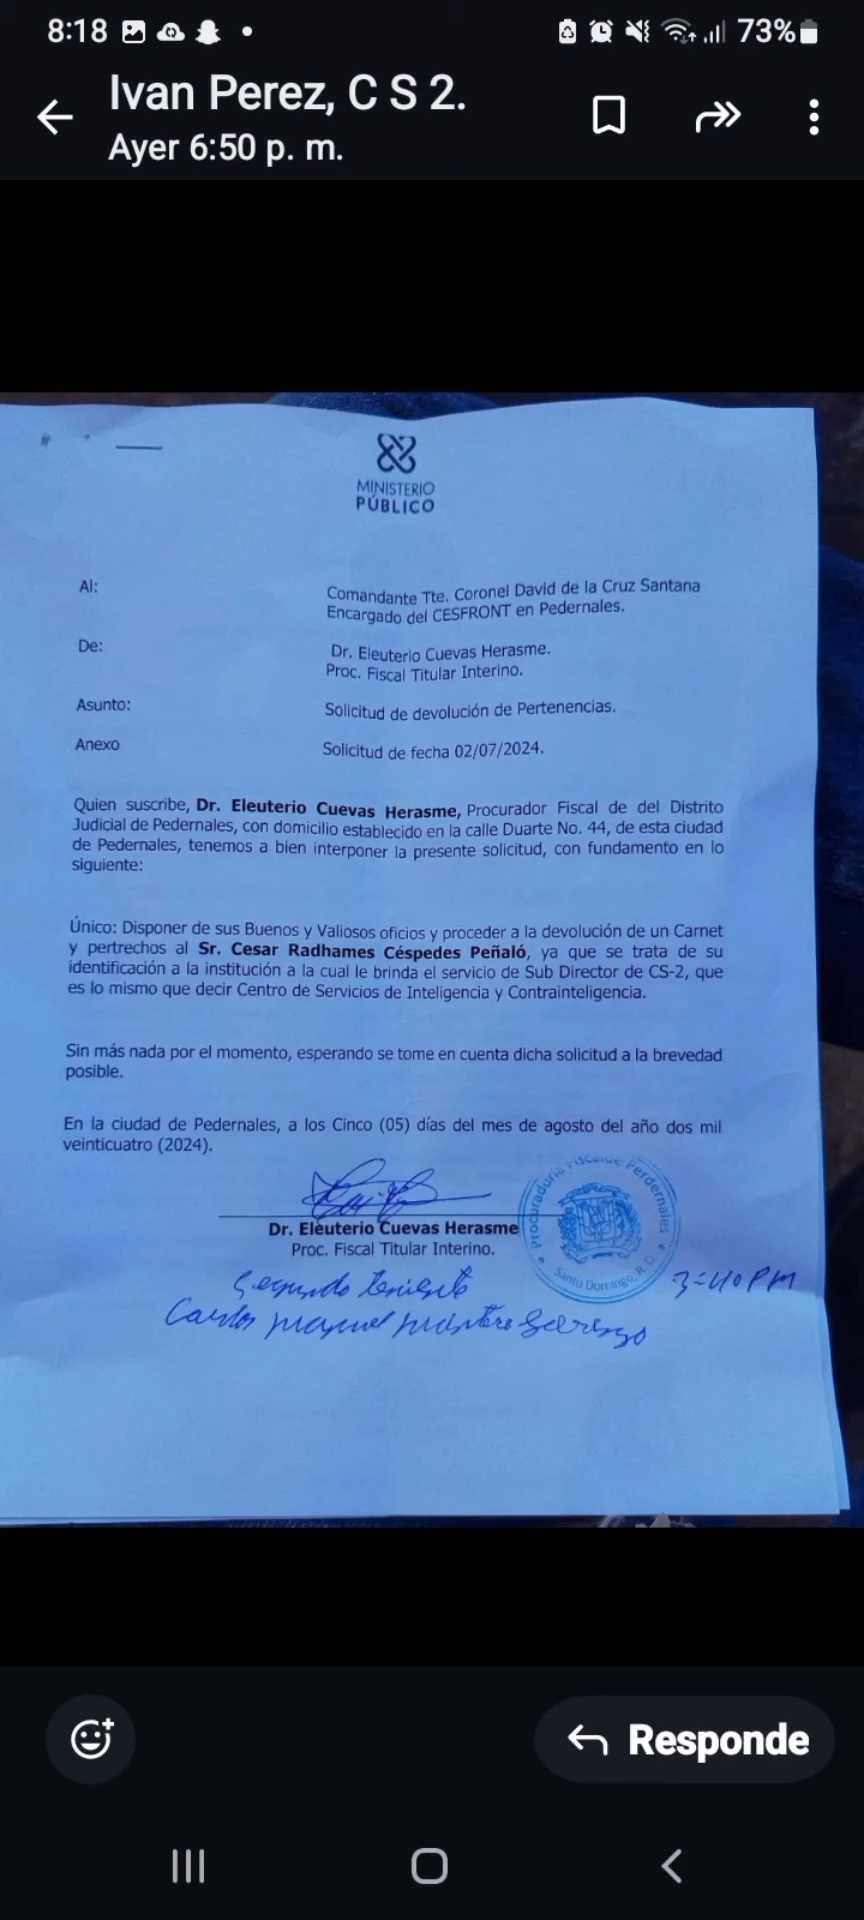 8:18
73%
Ivan Perez, C S 2.
Ayer 6:50 p. m.
MINISTERIO
PÚBLICO
Al:
Comandante Tte. Coronel David de la Cruz Santana
Encargado del CESFRONT en Pedernales.
De:
Dr. Eleuterio Cuevas Herasme.
Proc. Fiscal Titular Interino.
Asunto:
Solicitud de devolución de Pertenencias.
Anexo
Solicitud de fecha 02/07/2024.
Quien suscribe, Dr. Eleuterio Cuevas Herasme, Procurador Fiscal de del Distrito
Judicial de Pedernales, con domicilio establecido en la calle Duarte No. 44, de esta ciudad
de Pedernales, tenemos a bien interponer la presente solicitud, con fundamento en lo
siguiente:
Único: Disponer de sus Buenos y Valiosos oficios y proceder a la devolución de un Carnet
y pertrechos al Sr. Cesar Radhames Céspedes Peñaló, ya que se trata de su
identificación a la institución a la cual le brinda el servicio de Sub Director de CS-2, que
es lo mismo que decir Centro de Servicios de Inteligencia y Contrainteligencia.
Sin más nada por el momento, esperando se tome en cuenta dicha solicitud a la brevedad
posible.
En la ciudad de Pedernales, a los Cinco (05) días del mes de agosto del año dos mil
veinticuatro (2024).
Procuraduría Fiscal de Perdernales
Santo Domingo, R. D.
Dr. Eleuterio Cuevas Herasme
Proc. Fiscal Titular Interino.
Segundo teniente
3:40 PM
Carlos manuel
Responde